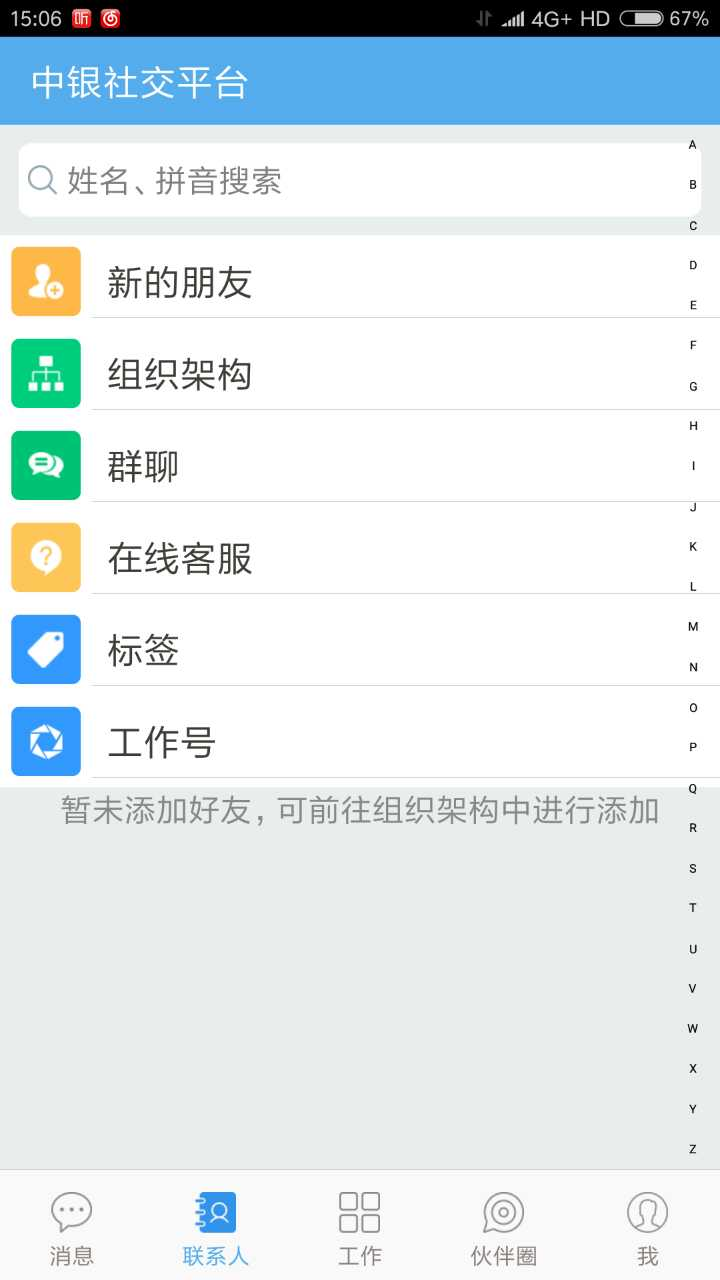 15:06 听 4G+ HD 67%
中银社交平台
姓名、拼音搜索
新的朋友
组织架构
群聊
在线客服
标签
工作号
暂未添加好友，可前往组织架构中进行添加
A
B
C
D
E
F
G
H
I
J
K
L
M
N
O
P
Q
R
S
T
U
V
W
X
Y
Z
消息 联系人 工作 伙伴圈 我